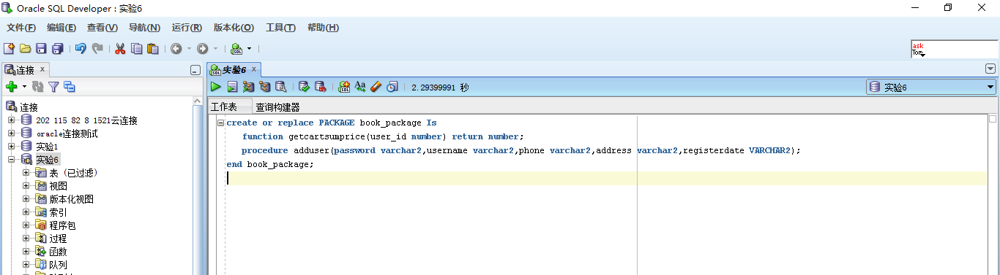 Oracle SQL Developer : 实验6
文件(F) 编辑(E) 查看(V) 导航(N) 运行(R) 版本化(O) 工具(T) 帮助(H)
SQL
ask
Tom
连接 x
实验6 x
2.29399991 秒
实验6
工作表 查询构建器
连接
202 115 82 8 1521云连接
oracle连接测试
实验1
实验6
表 (已过滤)
视图
版本化视图
索引
程序包
过程
函数
队列
create or replace PACKAGE book_package Is
function getcartsumprice(user_id number) return number;
procedure adduser(password varchar2,username varchar2,phone varchar2,address varchar2,registerdate VARCHAR2);
end book_package;